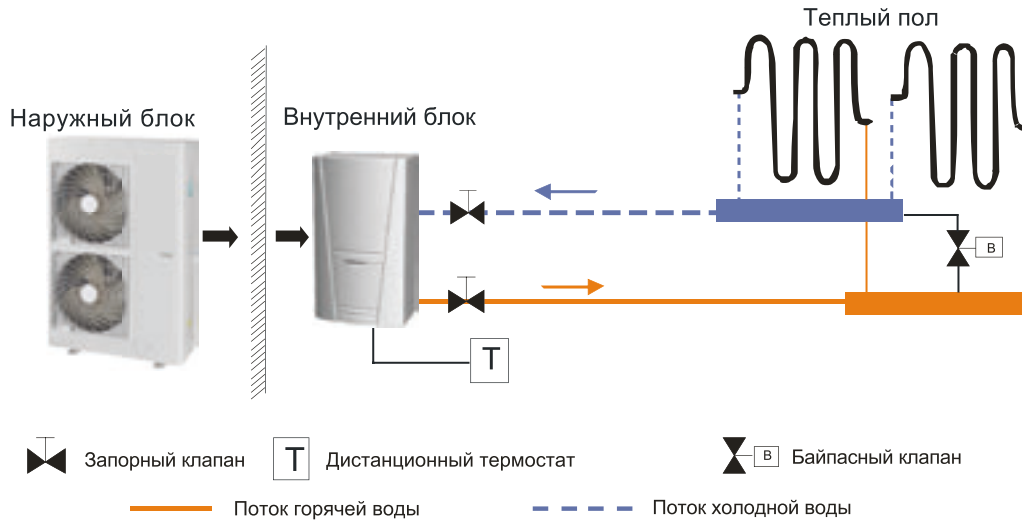 Теплый пол
Наружный блок
Внутренний блок
В
Т
Запорный клапан
Т
Дистанционный термостат
В
Байпасный клапан
Поток горячей воды
Поток холодной воды